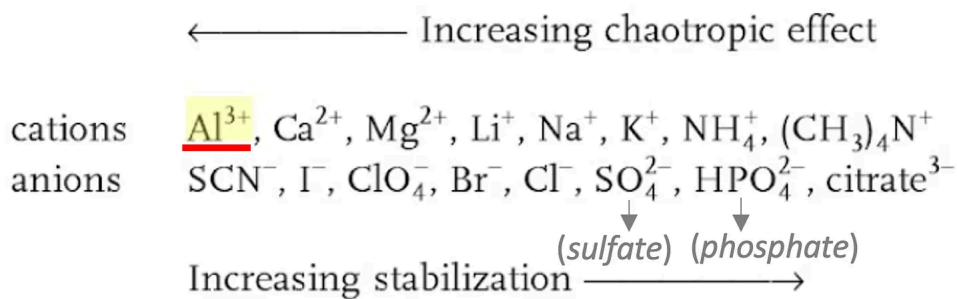 Increasing chaotropic effect
cations Al³⁺, Ca²⁺, Mg²⁺, Li⁺, Na⁺, K⁺, NH₄⁺, (CH₃)₄N⁺
anions SCN⁻, I⁻, ClO₄⁻, Br⁻, Cl⁻, SO₄²⁻, HPO₄²⁻, citrate³⁻
(sulfate) (phosphate)
Increasing stabilization